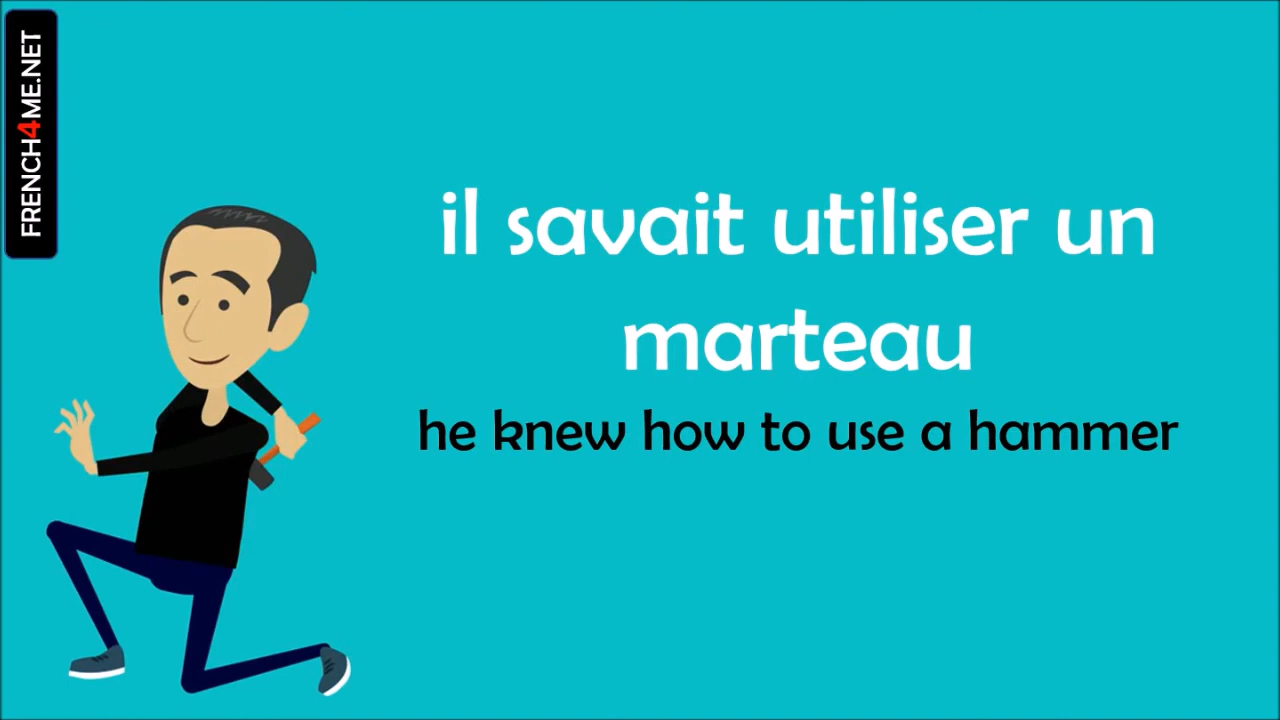 FRENCH4ME.NET
il savait utiliser un
marteau
he knew how to use a hammer